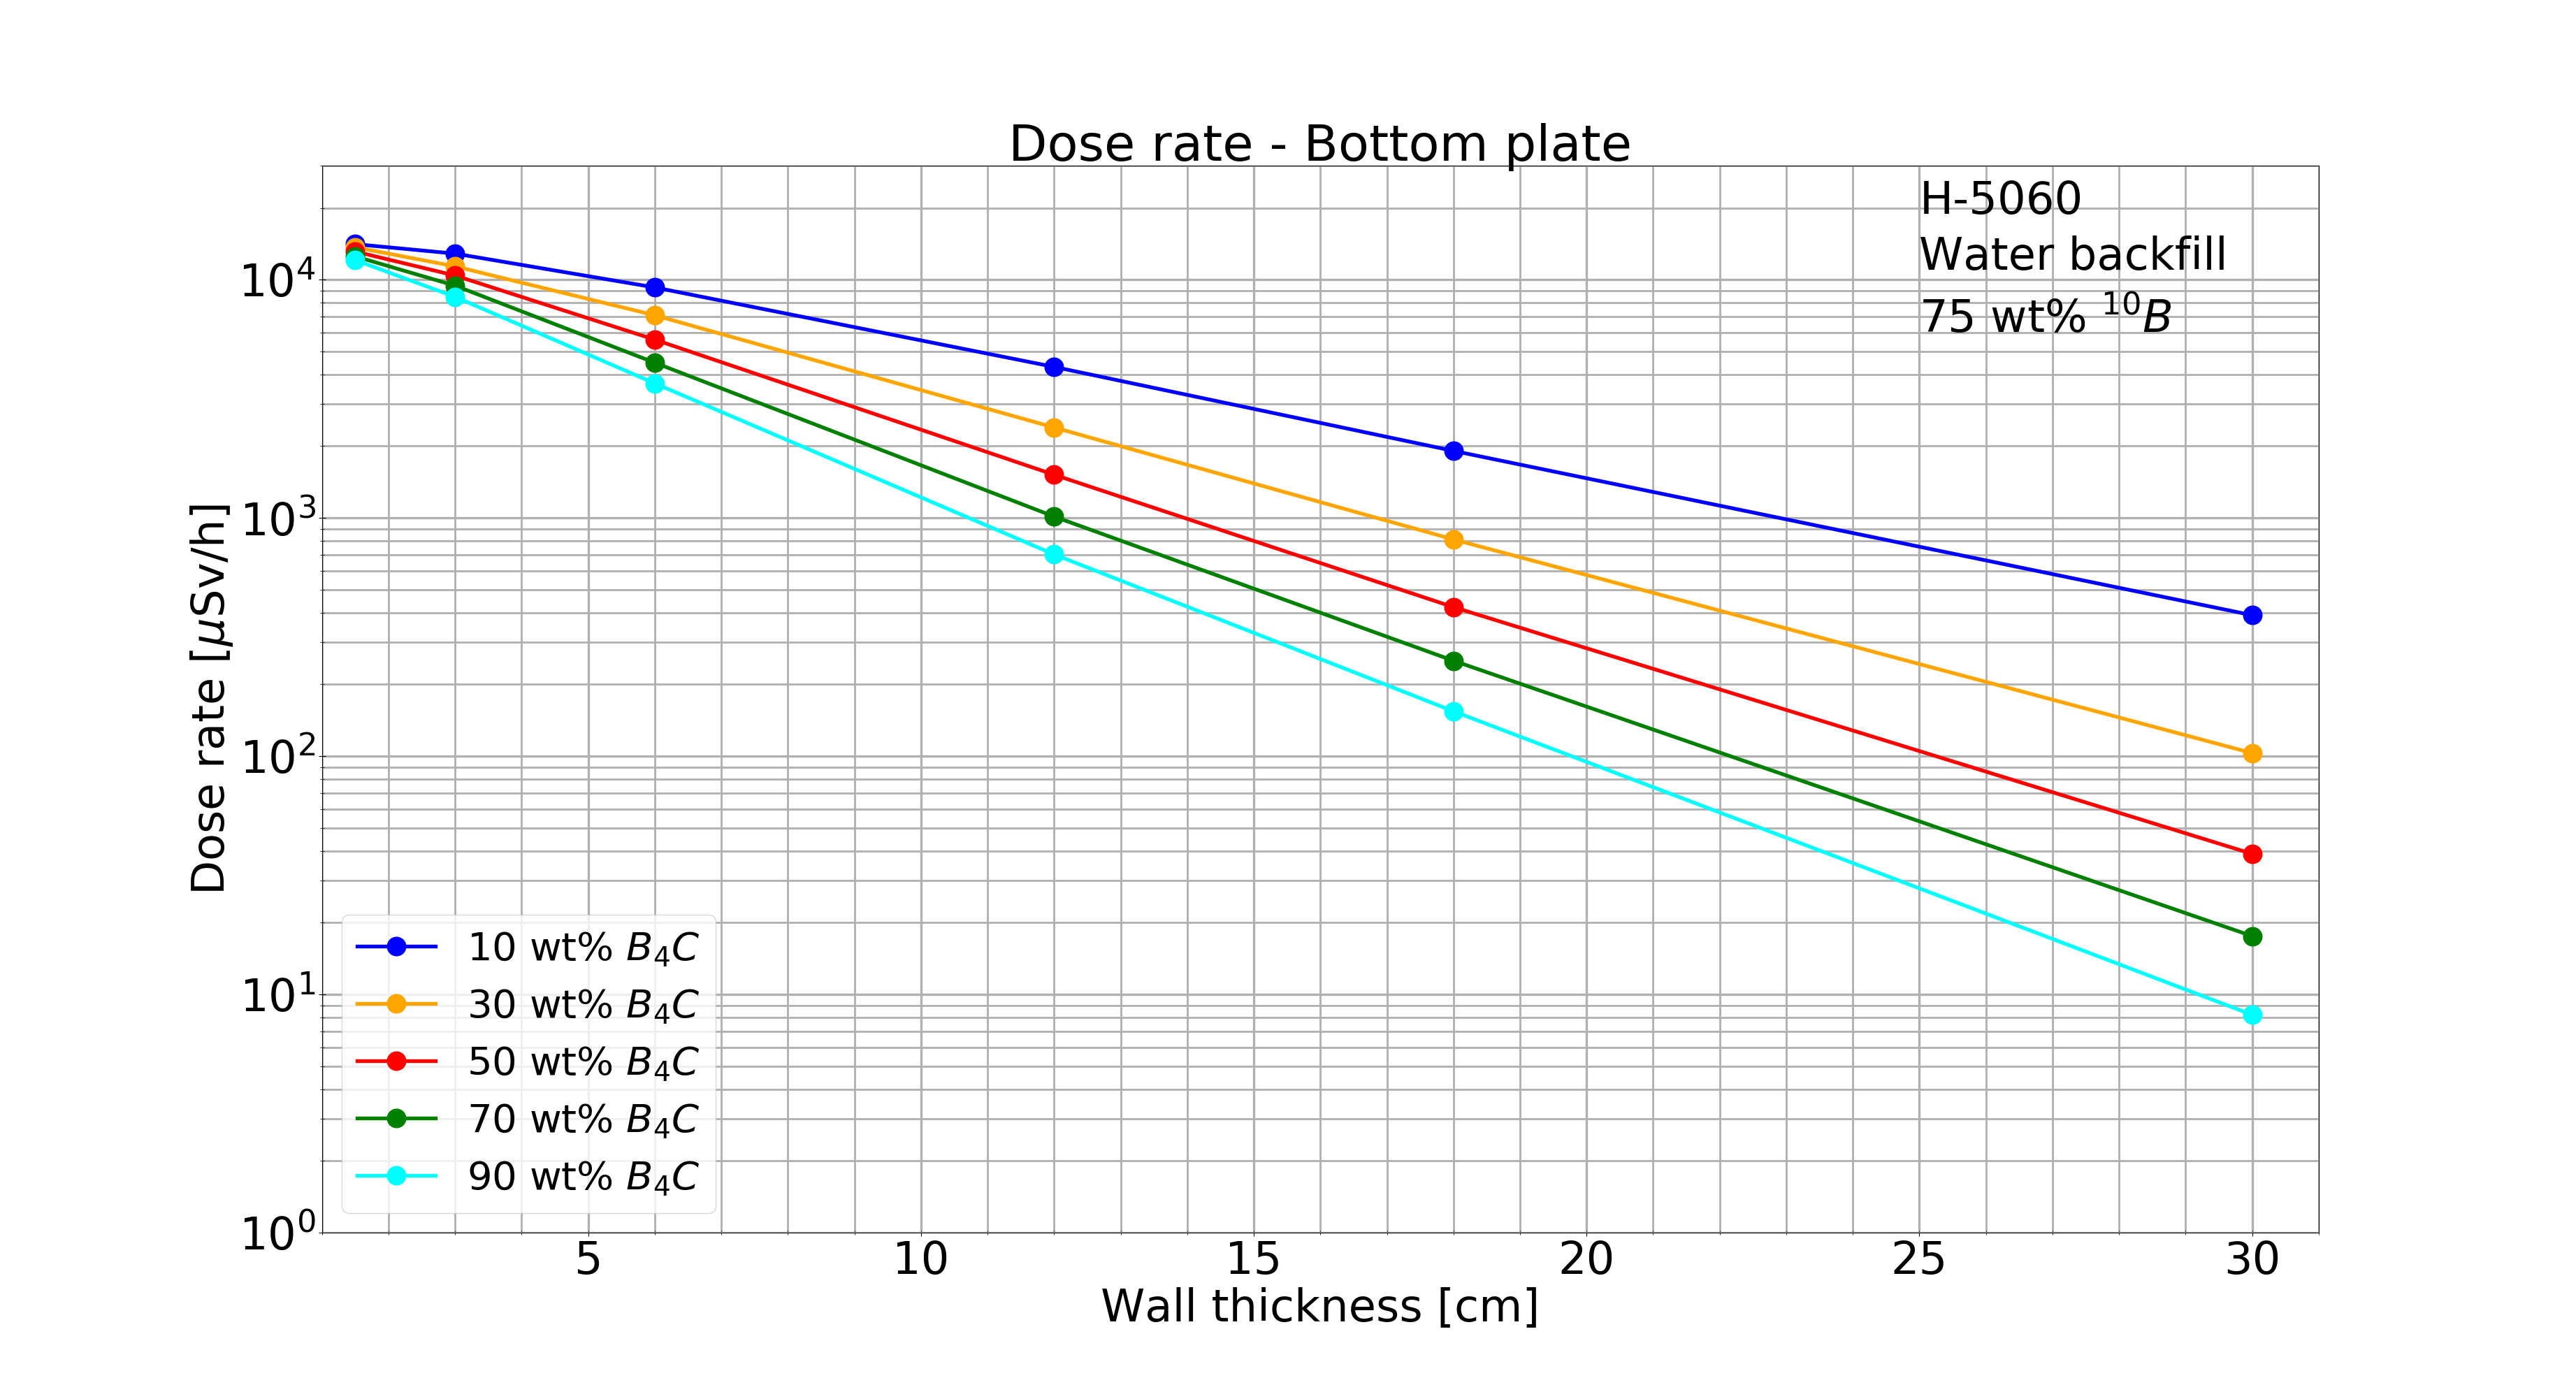 Dose rate - Bottom plate
H-5060
Water backfill
75 wt% ¹⁰B
Dose rate [μSv/h]
10⁴
10³
10²
10¹
10⁰
10 wt% B₄C
30 wt% B₄C
50 wt% B₄C
70 wt% B₄C
90 wt% B₄C
5 10 15 20 25 30
Wall thickness [cm]